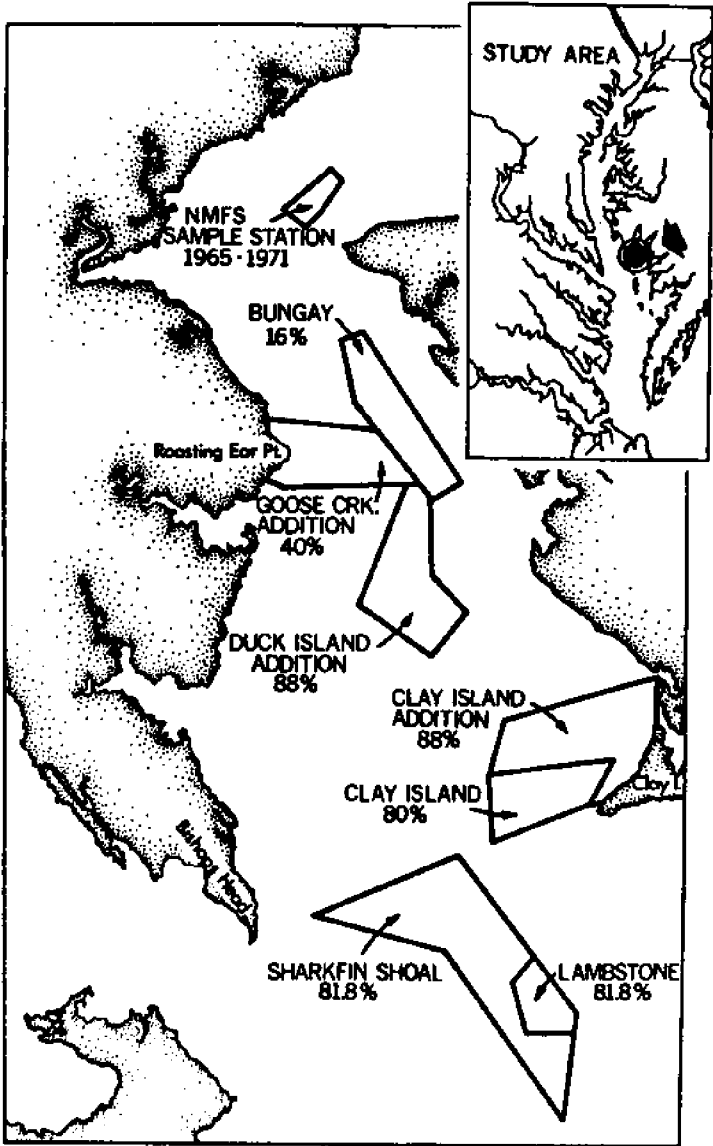 STUDY AREA
NMFS
SAMPLE STATION
1965-1971
BUNGAY
16%
Roasting Ear Pt.
GOOSE CRK.
ADDITION
40%
DUCK ISLAND
ADDITION
88%
CLAY ISLAND
ADDITION
88%
CLAY ISLAND
80%
Clay I.
Bishops Head
SHARKFIN SHOAL
81.8%
LAMBSTONE
81.8%